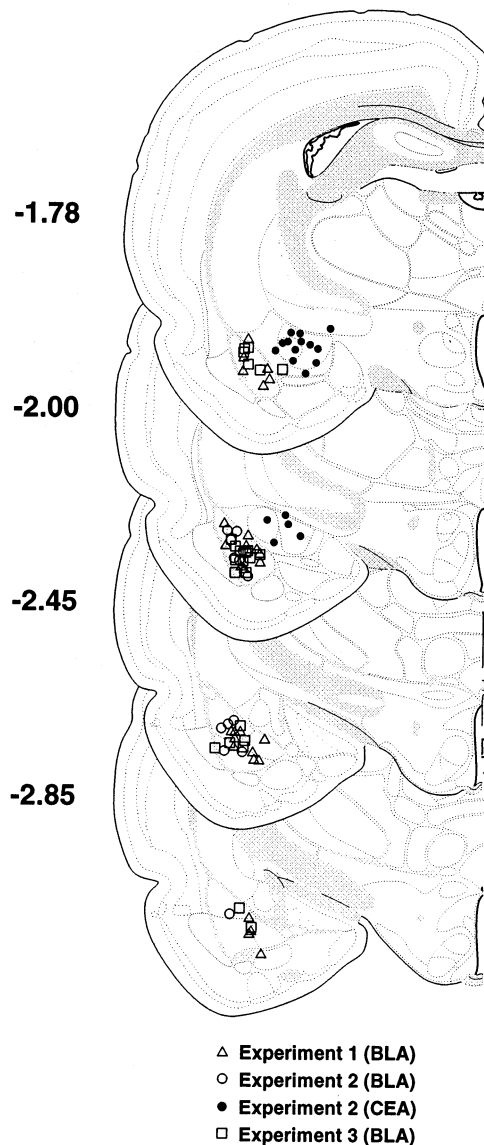 -1.78
-2.00
-2.45
-2.85
△ Experiment 1 (BLA)
○ Experiment 2 (BLA)
● Experiment 2 (CEA)
□ Experiment 3 (BLA)